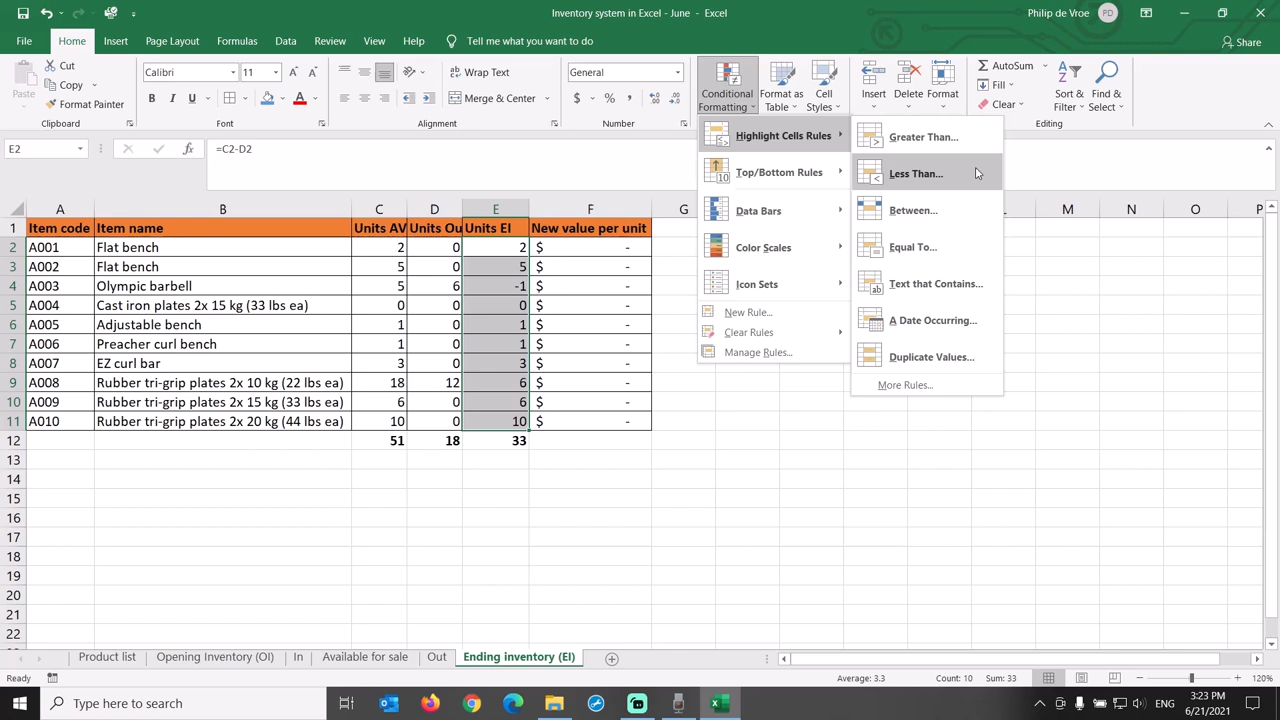 Inventory system in Excel - June - Excel
Philip de Vroe PD
File Home Insert Page Layout Formulas Data Review View Help Tell me what you want to do Share
Paste
Cut
Copy
Format Painter
Clipboard
Calibri 11
B I U
Font
Wrap Text
Merge & Center
Alignment
General
$ % ,
Number
Conditional Formatting
Format as Table
Cell Styles
Insert
Delete
Format
AutoSum
Fill
Clear
Sort & Filter
Find & Select
Editing
Highlight Cells Rules
Top/Bottom Rules
Data Bars
Color Scales
Icon Sets
New Rule...
Clear Rules
Manage Rules...
Greater Than...
Less Than...
Between...
Equal To...
Text that Contains...
A Date Occurring...
Duplicate Values...
More Rules...
E2 fx =C2-D2
A B C D E F G L M N O P
1 Item code Item name Units AV Units Ou Units EI New value per unit
2 A001 Flat bench 2 0 2 $ -
3 A002 Flat bench 5 0 5 $ -
4 A003 Olympic barbell 5 6 -1 $ -
5 A004 Cast iron plates 2x 15 kg (33 lbs ea) 0 0 0 $ -
6 A005 Adjustable bench 1 0 1 $ -
7 A006 Preacher curl bench 1 0 1 $ -
8 A007 EZ curl bar 3 0 3 $ -
9 A008 Rubber tri-grip plates 2x 10 kg (22 lbs ea) 18 12 6 $ -
10 A009 Rubber tri-grip plates 2x 15 kg (33 lbs ea) 6 0 6 $ -
11 A010 Rubber tri-grip plates 2x 20 kg (44 lbs ea) 10 0 10 $ -
12 51 18 33
13
14
15
16
17
18
19
20
21
22
Product list Opening Inventory (OI) In Available for sale Out Ending inventory (EI)
Ready Average: 3.3 Count: 10 Sum: 33 120%
Type here to search
ENG
3:23 PM
6/21/2021